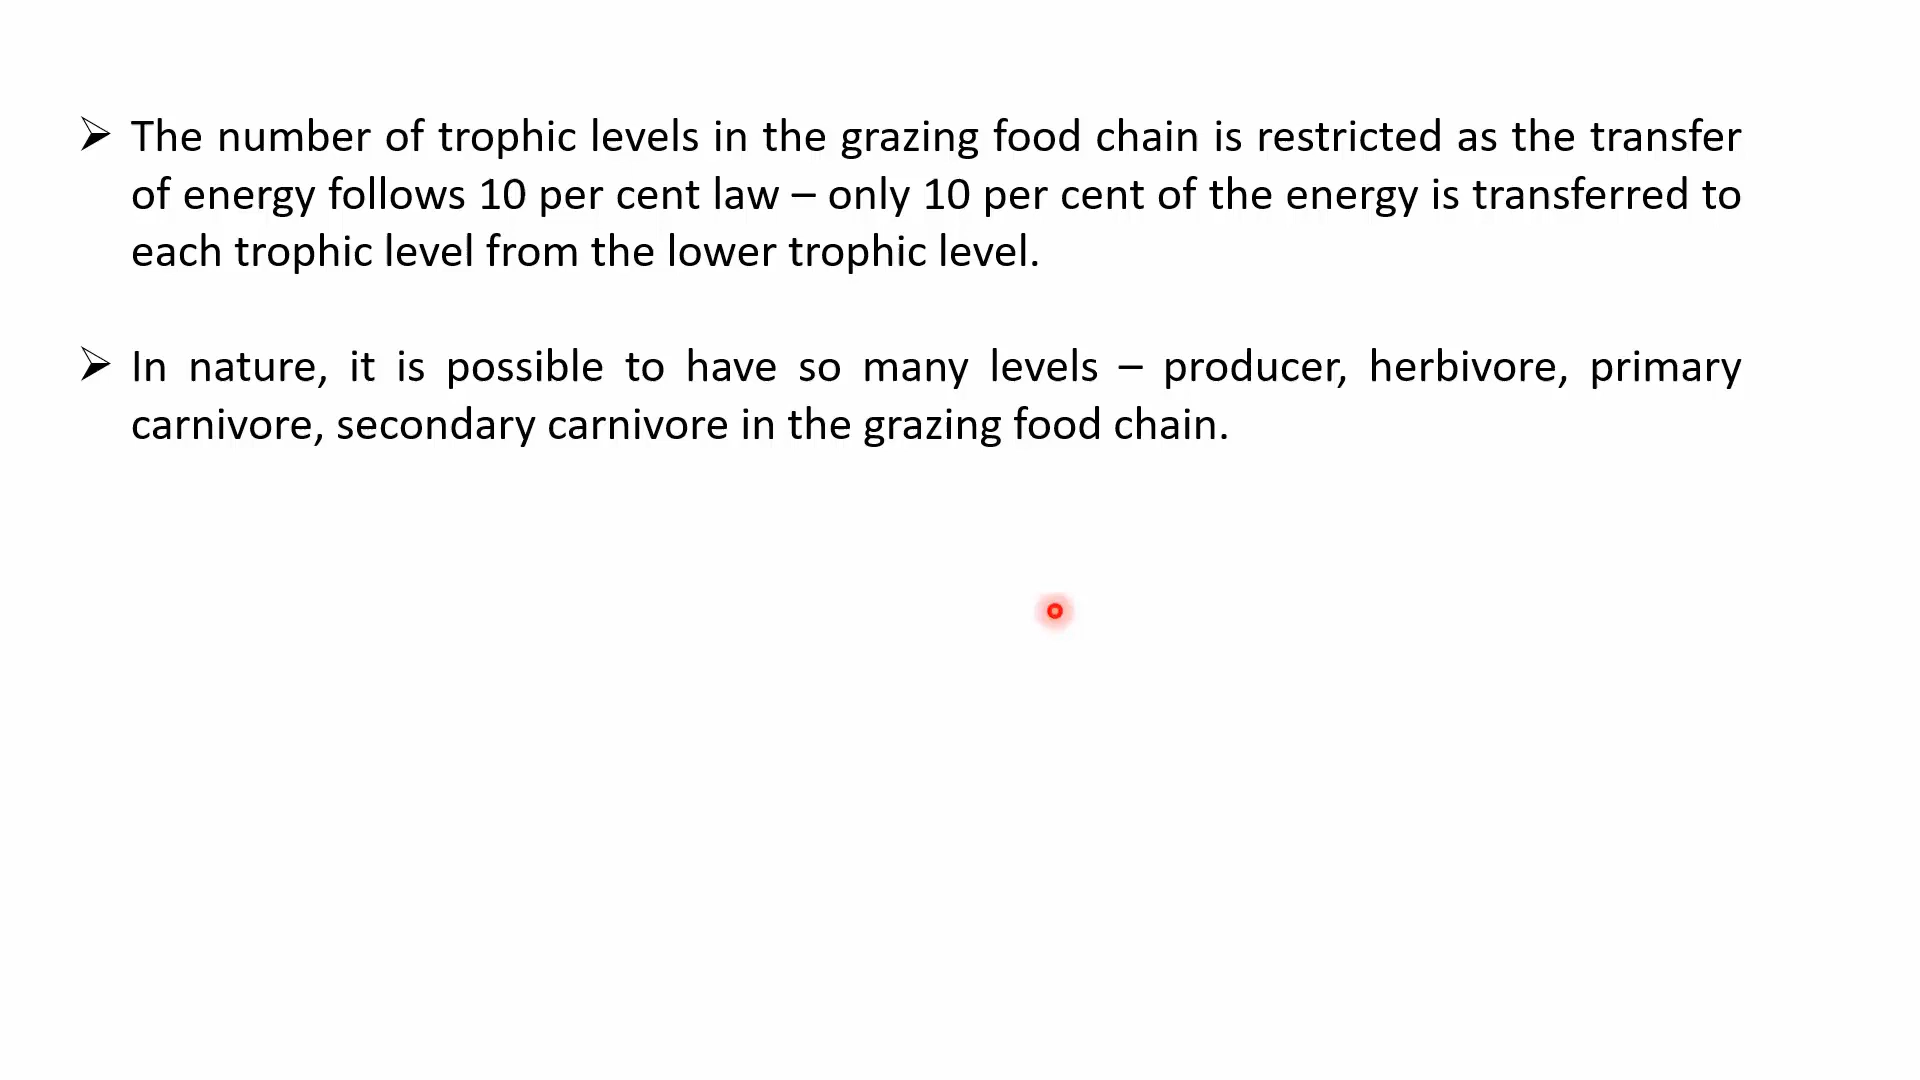 ➢ The number of trophic levels in the grazing food chain is restricted as the transfer
of energy follows 10 per cent law – only 10 per cent of the energy is transferred to
each trophic level from the lower trophic level.
➢ In nature, it is possible to have so many levels – producer, herbivore, primary
carnivore, secondary carnivore in the grazing food chain.